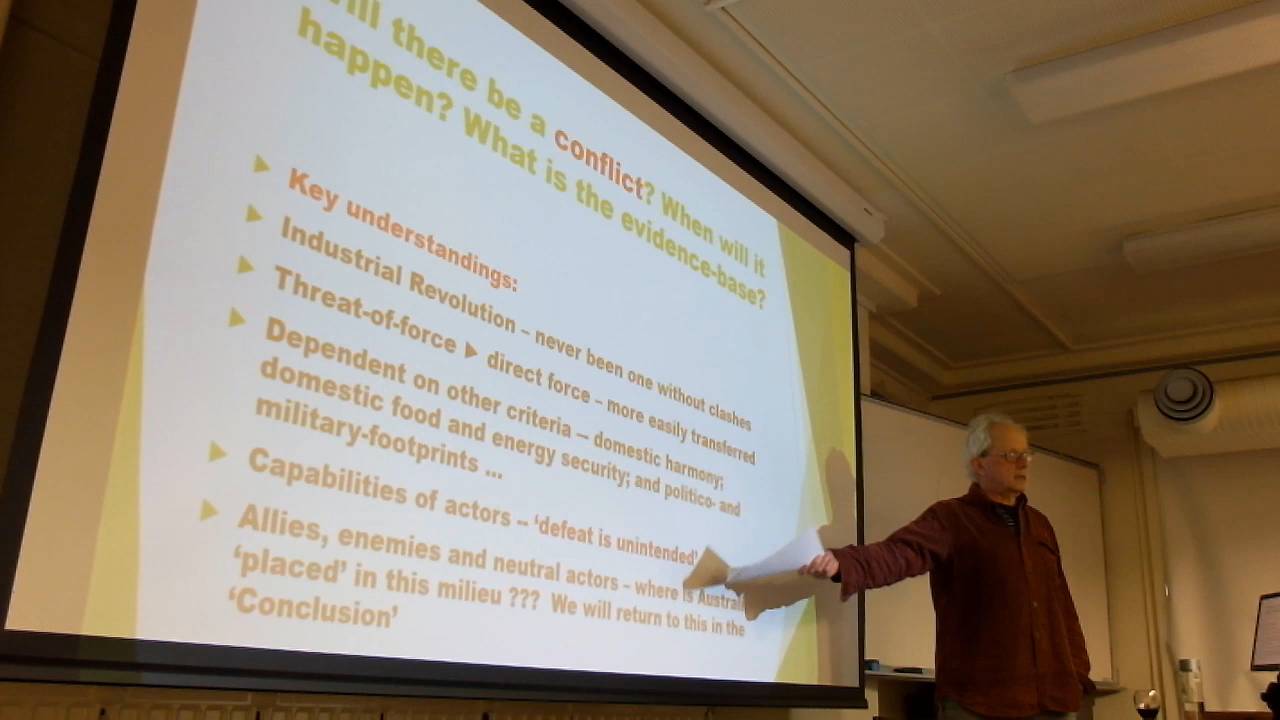 there be a conflict? When will it
happen? What is the evidence-base?
Key understandings:
Industrial Revolution – never been one without clashes
Threat-of-force ▶ direct force – more easily transferred
Dependent on other criteria – domestic harmony;
domestic food and energy security; and politico- and
military-footprints ...
Capabilities of actors – ‘defeat is unintended’
Allies, enemies and neutral actors – where is
‘placed’ in this milieu ??? We will return to this in the
‘Conclusion’